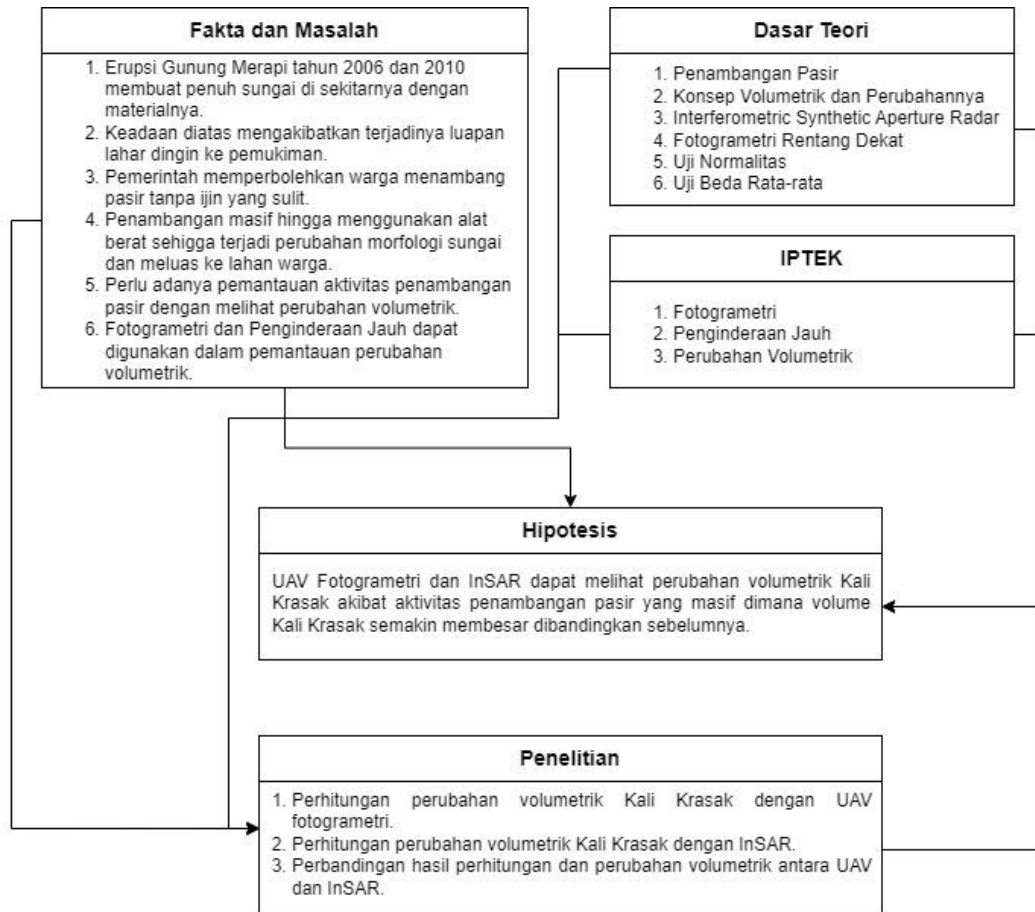 Fakta dan Masalah
1. Erupsi Gunung Merapi tahun 2006 dan 2010
membuat penuh sungai di sekitarnya dengan
materialnya.
2. Keadaan diatas mengakibatkan terjadinya luapan
lahar dingin ke pemukiman.
3. Pemerintah memperbolehkan warga menambang
pasir tanpa ijin yang sulit.
4. Penambangan masif hingga menggunakan alat
berat sehigga terjadi perubahan morfologi sungai
dan meluas ke lahan warga.
5. Perlu adanya pemantauan aktivitas penambangan
pasir dengan melihat perubahan volumetrik.
6. Fotogrametri dan Penginderaan Jauh dapat
digunakan dalam pemantauan perubahan
volumetrik.
Dasar Teori
1. Penambangan Pasir
2. Konsep Volumetrik dan Perubahannya
3. Interferometric Synthetic Aperture Radar
4. Fotogrametri Rentang Dekat
5. Uji Normalitas
6. Uji Beda Rata-rata
IPTEK
1. Fotogrametri
2. Penginderaan Jauh
3. Perubahan Volumetrik
Hipotesis
UAV Fotogrametri dan InSAR dapat melihat perubahan volumetrik Kali
Krasak akibat aktivitas penambangan pasir yang masif dimana volume
Kali Krasak semakin membesar dibandingkan sebelumnya.
Penelitian
1. Perhitungan perubahan volumetrik Kali Krasak dengan UAV
fotogrametri.
2. Perhitungan perubahan volumetrik Kali Krasak dengan InSAR.
3. Perbandingan hasil perhitungan dan perubahan volumetrik antara UAV
dan InSAR.